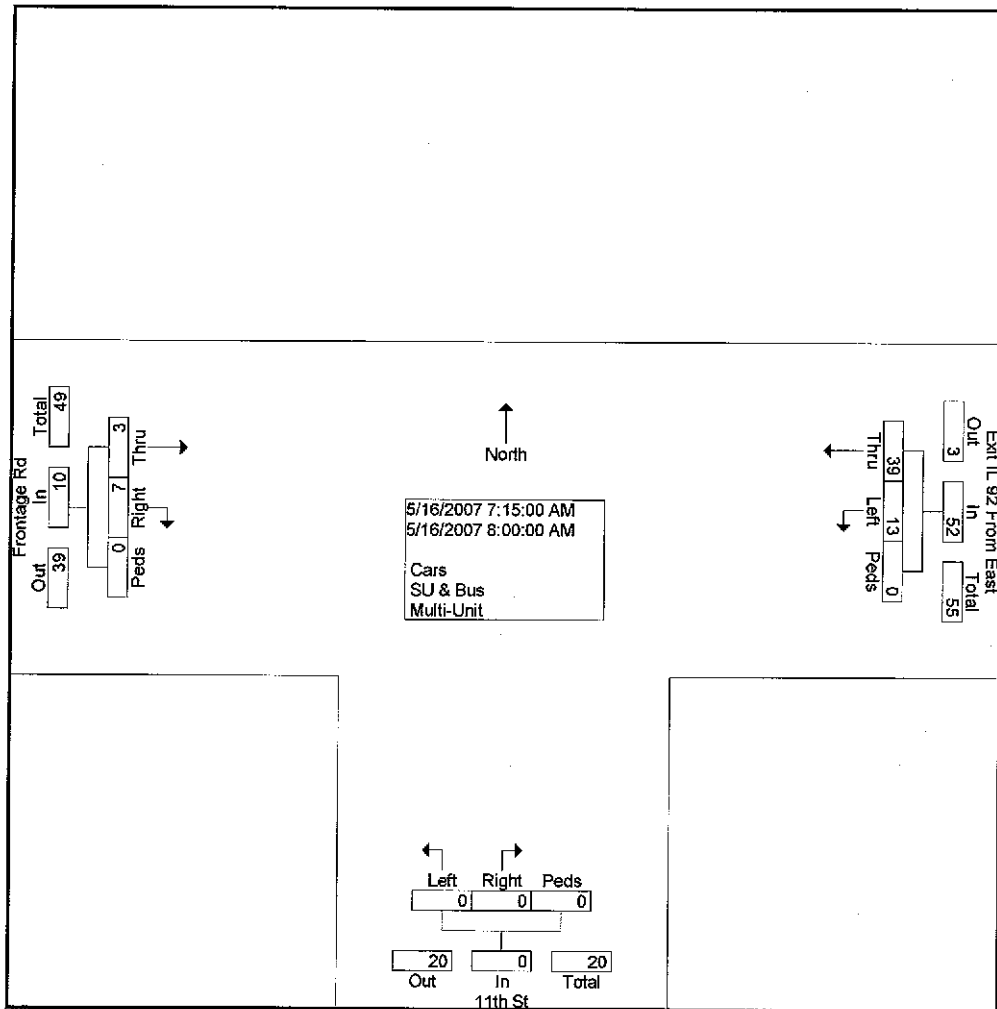 Frontage Rd
Total
In
Out
49
10
39
Thru
Right
Peds
3
7
0
North
5/16/2007 7:15:00 AM
5/16/2007 8:00:00 AM
Cars
SU & Bus
Multi-Unit
Exit IL 92 From East
Out
In
Total
3
52
55
39
13
0
Thru
Left
Peds
Left Right Peds
0 0 0
20 0 20
Out In Total
11th St